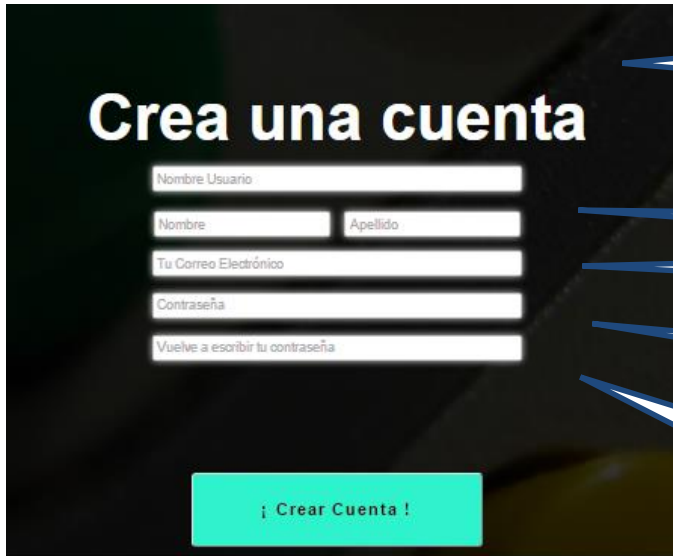 Crea una cuenta
Nombre Usuario
Nombre Apellido
Tu Correo Electrónico
Contraseña
Vuelve a escribir tu contraseña
¡ Crear Cuenta !